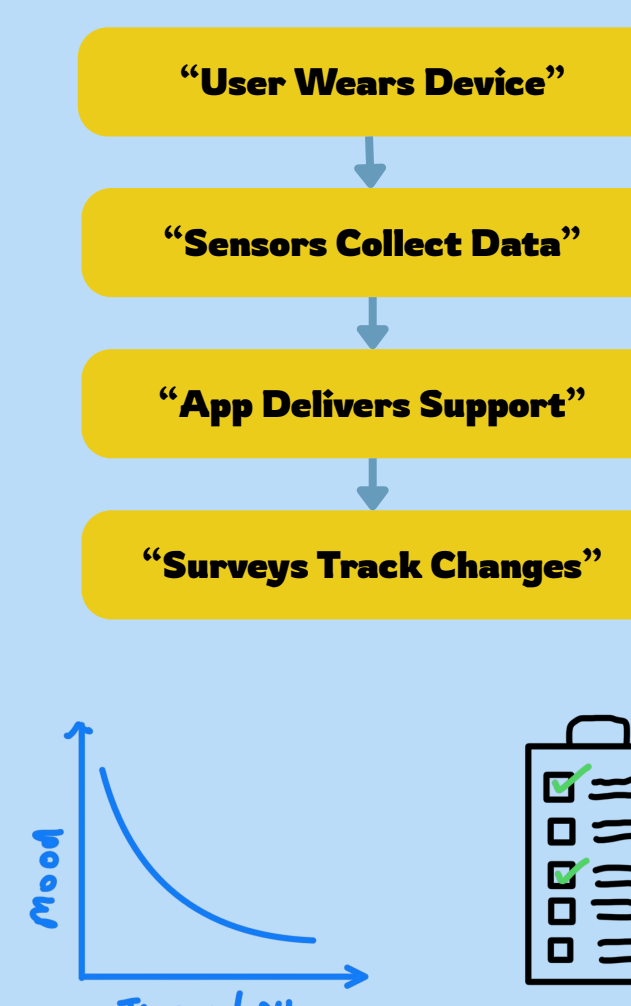 “User Wears Device”
“Sensors Collect Data”
“App Delivers Support”
“Surveys Track Changes”
Mood